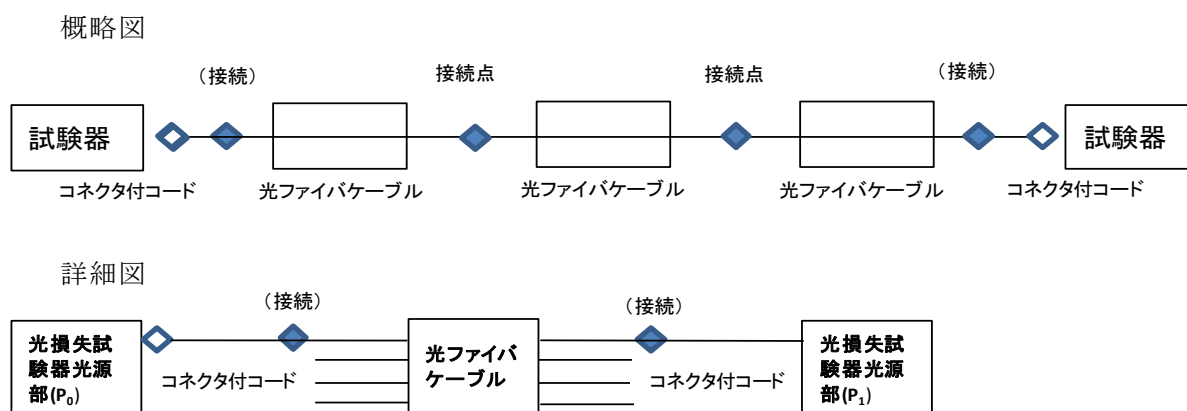 概略図
（接続）
接続点
接続点
（接続）
試験器
試験器
コネクタ付コード
光ファイバケーブル
光ファイバケーブル
光ファイバケーブル
コネクタ付コード
詳細図
（接続）
（接続）
光損失試
験器光源
部(P₀)
コネクタ付コード
光ファイバ
ケーブル
コネクタ付コード
光損失試
験器光源
部(P₁)